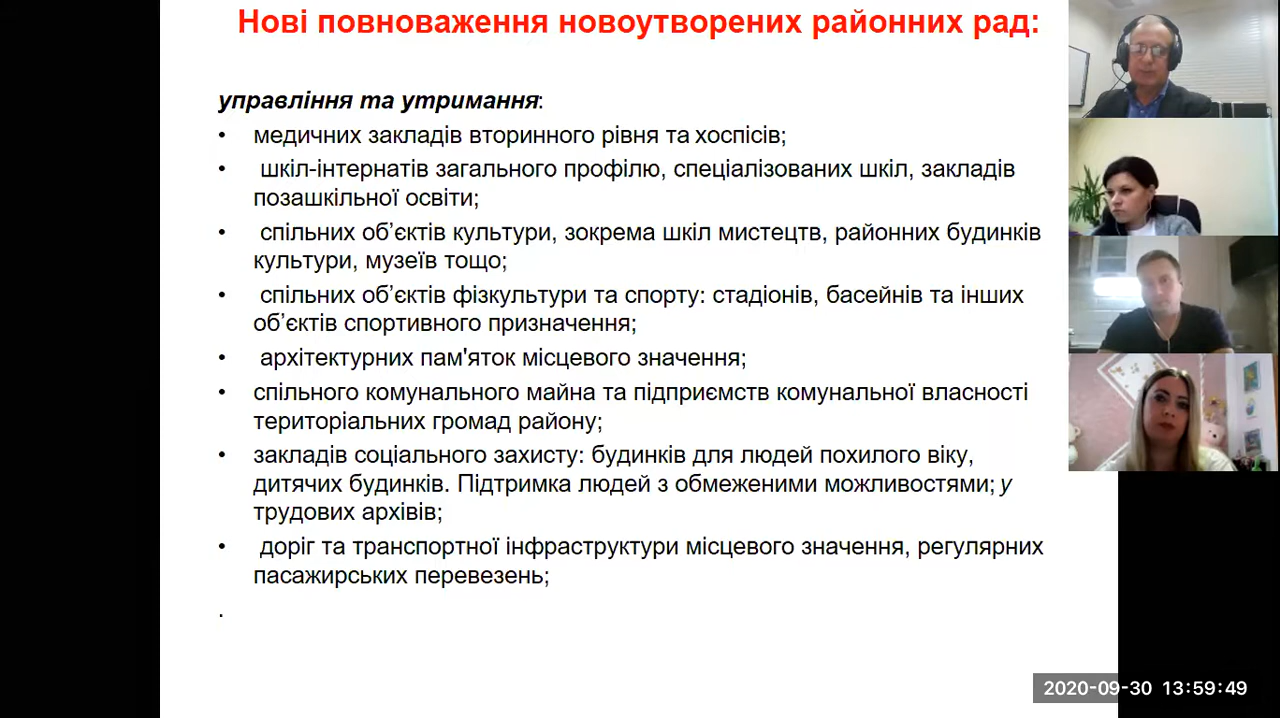 Нові повноваження новоутворених районних рад:
управління та утримання:
• медичних закладів вторинного рівня та хоспісів;
• шкіл-інтернатів загального профілю, спеціалізованих шкіл, закладів
позашкільної освіти;
• спільних об’єктів культури, зокрема шкіл мистецтв, районних будинків
культури, музеїв тощо;
• спільних об’єктів фізкультури та спорту: стадіонів, басейнів та інших
об’єктів спортивного призначення;
• архітектурних пам'яток місцевого значення;
• спільного комунального майна та підприємств комунальної власності
територіальних громад району;
• закладів соціального захисту: будинків для людей похилого віку,
дитячих будинків. Підтримка людей з обмеженими можливостями; у
трудових архівів;
• доріг та транспортної інфраструктури місцевого значення, регулярних
пасажирських перевезень;
.
2020-09-30 13:59:49